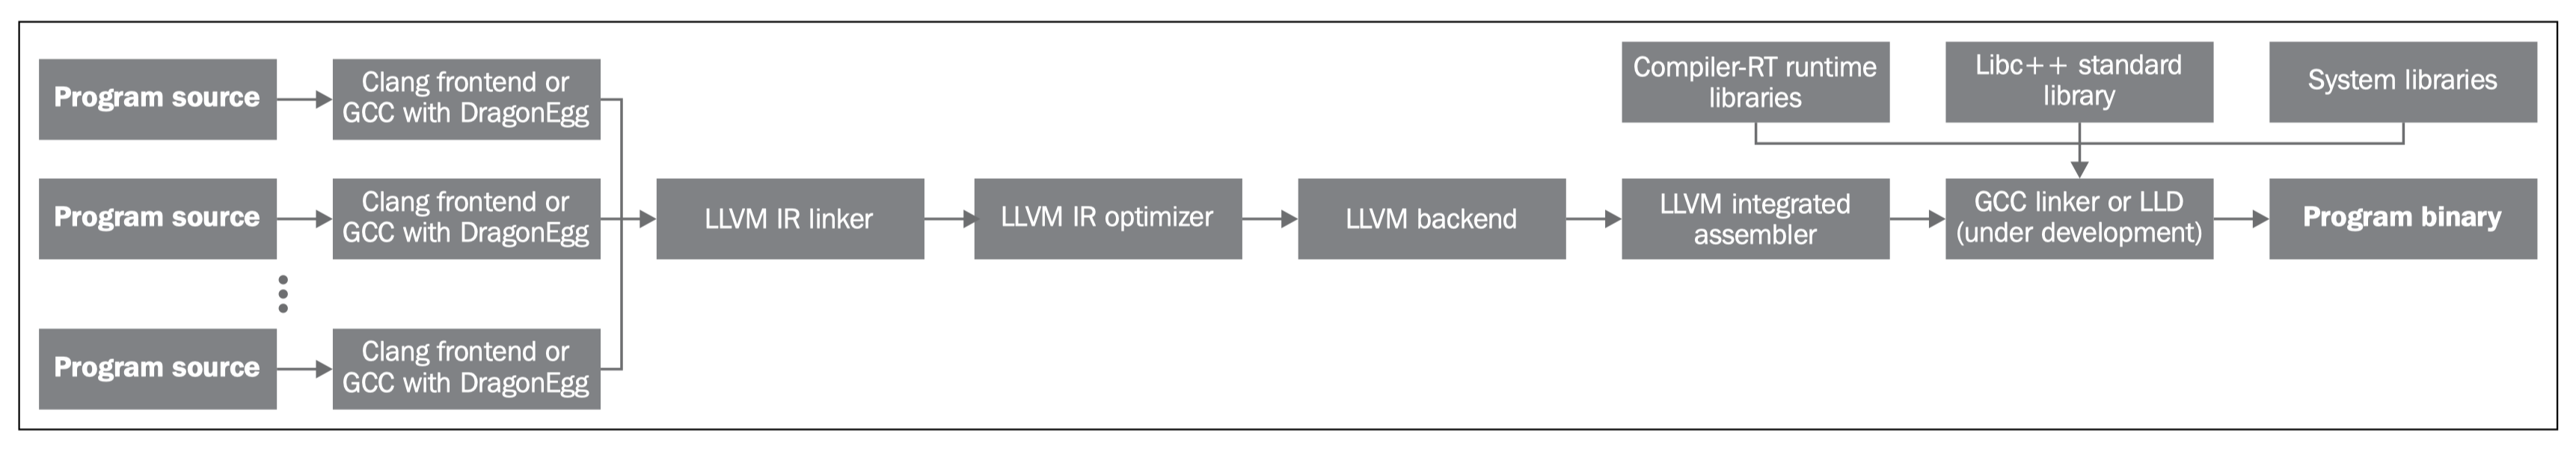 Program source
Clang frontend or
GCC with DragonEgg
Program source
Clang frontend or
GCC with DragonEgg
Program source
Clang frontend or
GCC with DragonEgg
LLVM IR linker
LLVM IR optimizer
LLVM backend
LLVM integrated
assembler
Compiler-RT runtime
libraries
Libc++ standard
library
System libraries
GCC linker or LLD
(under development)
Program binary